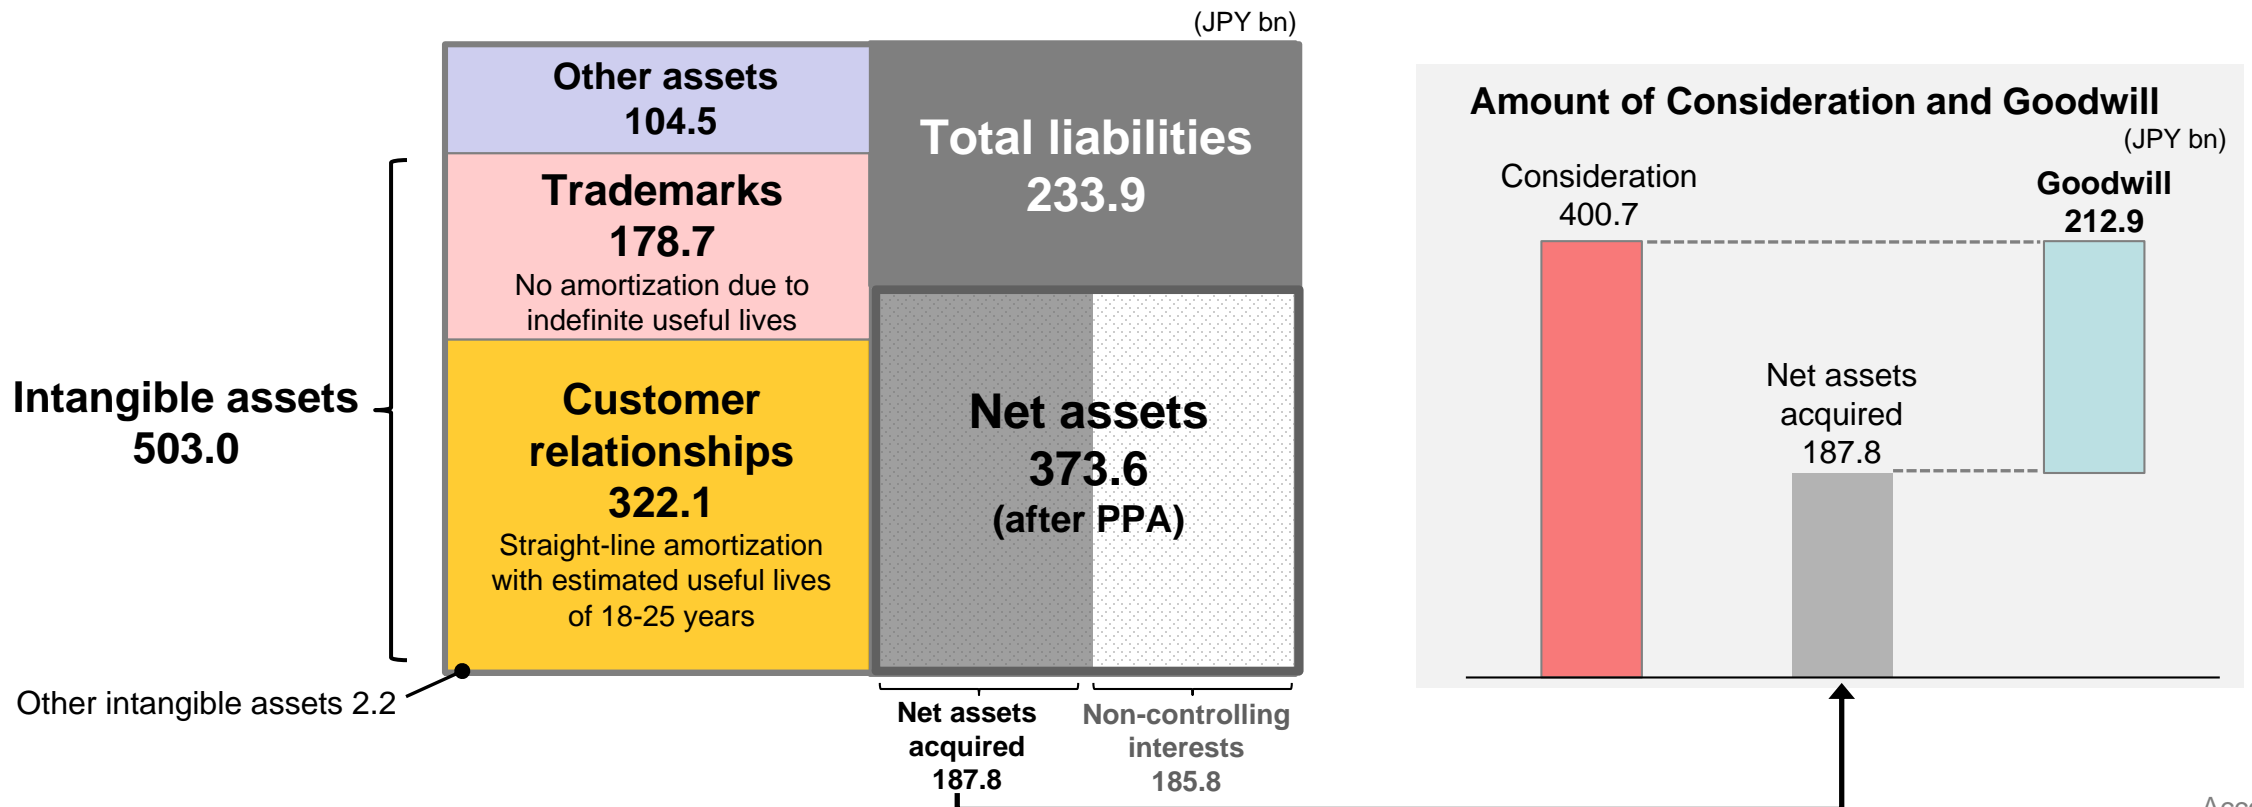 (JPY bn)
Other assets
104.5
Trademarks
178.7
No amortization due to
indefinite useful lives
Customer
relationships
322.1
Straight-line amortization
with estimated useful lives
of 18-25 years
Intangible assets
503.0
Other intangible assets 2.2
Total liabilities
233.9
Net assets
373.6
(after PPA)
Net assets
acquired
187.8
Non-controlling
interests
185.8
Amount of Consideration and Goodwill
(JPY bn)
Consideration
400.7
Net assets
acquired
187.8
Goodwill
212.9